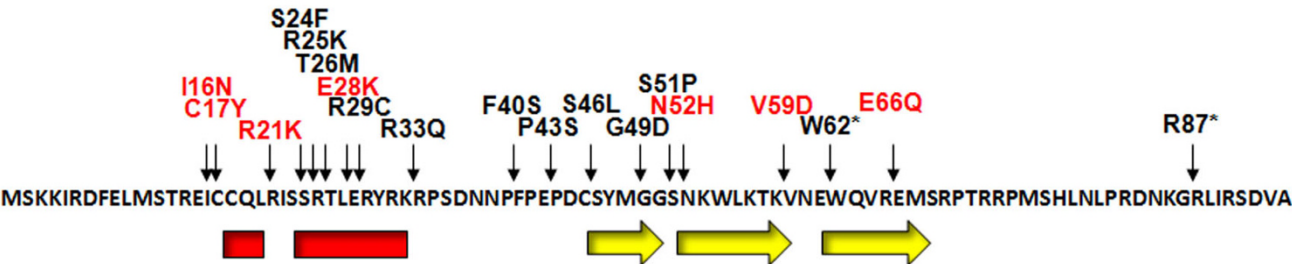 S24F
R25K
T26M
I16N E28K S51P
C17Y R29C F40S S46L N52H V59D E66Q
R21K R33Q P43S G49D W62* R87*
MSKKIRDFELMSTREICCQLRISSRTLERYRKRPSDNNPFPEPDCSYMGGSNKWLKTKVNEWQVREMSRPTRRPMSHLNLPRDNKGRLIRSDVA